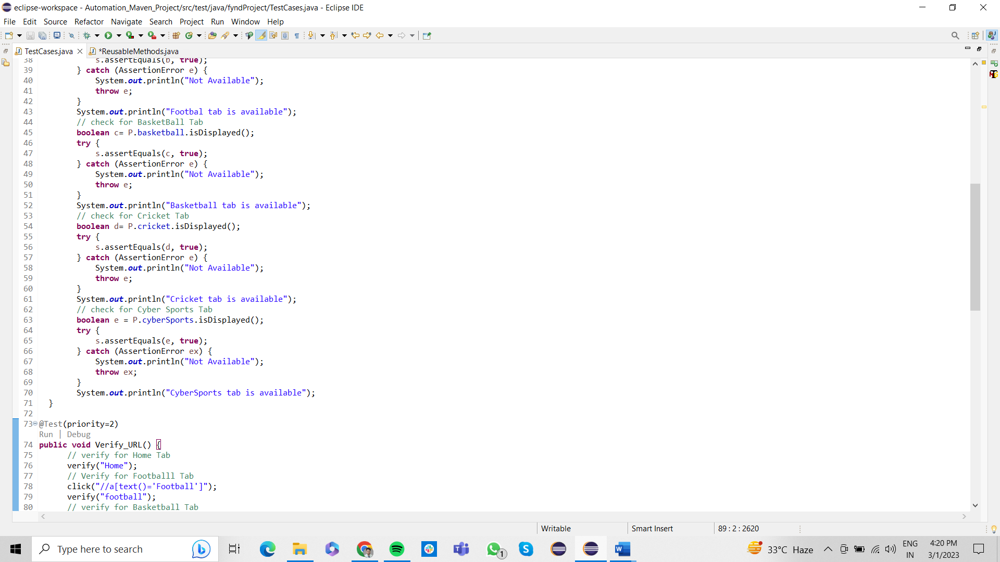 eclipse-workspace - Automation_Maven_Project/src/test/java/fyndProject/TestCases.java - Eclipse IDE
File Edit Source Refactor Navigate Search Project Run Window Help
TestCases.java *ReusableMethods.java
38 s.assertEquals(b, true);
39 } catch (AssertionError e) {
40 System.out.println("Not Available");
41 throw e;
42 }
43 System.out.println("Footbal tab is available");
44 // check for BasketBall Tab
45 boolean c= P.basketball.isDisplayed();
46 try {
47 s.assertEquals(c, true);
48 } catch (AssertionError e) {
49 System.out.println("Not Available");
50 throw e;
51 }
52 System.out.println("Basketball tab is available");
53 // check for Cricket Tab
54 boolean d= P.cricket.isDisplayed();
55 try {
56 s.assertEquals(d, true);
57 } catch (AssertionError e) {
58 System.out.println("Not Available");
59 throw e;
60 }
61 System.out.println("Cricket tab is available");
62 // check for Cyber Sports Tab
63 boolean e = P.cyberSports.isDisplayed();
64 try {
65 s.assertEquals(e, true);
66 } catch (AssertionError ex) {
67 System.out.println("Not Available");
68 throw ex;
69 }
70 System.out.println("CyberSports tab is available");
71 }
72
73 @Test(priority=2)
Run | Debug
74 public void Verify_URL() {
75 // verify for Home Tab
76 verify("Home");
77 // Verify for Footballl Tab
78 click("//a[text()='Football']");
79 verify("football");
80 // verify for Basketball Tab
Writable Smart Insert 89 : 2 : 2620
Type here to search
1
33°C Haze
ENG
IN
4:20 PM
3/1/2023